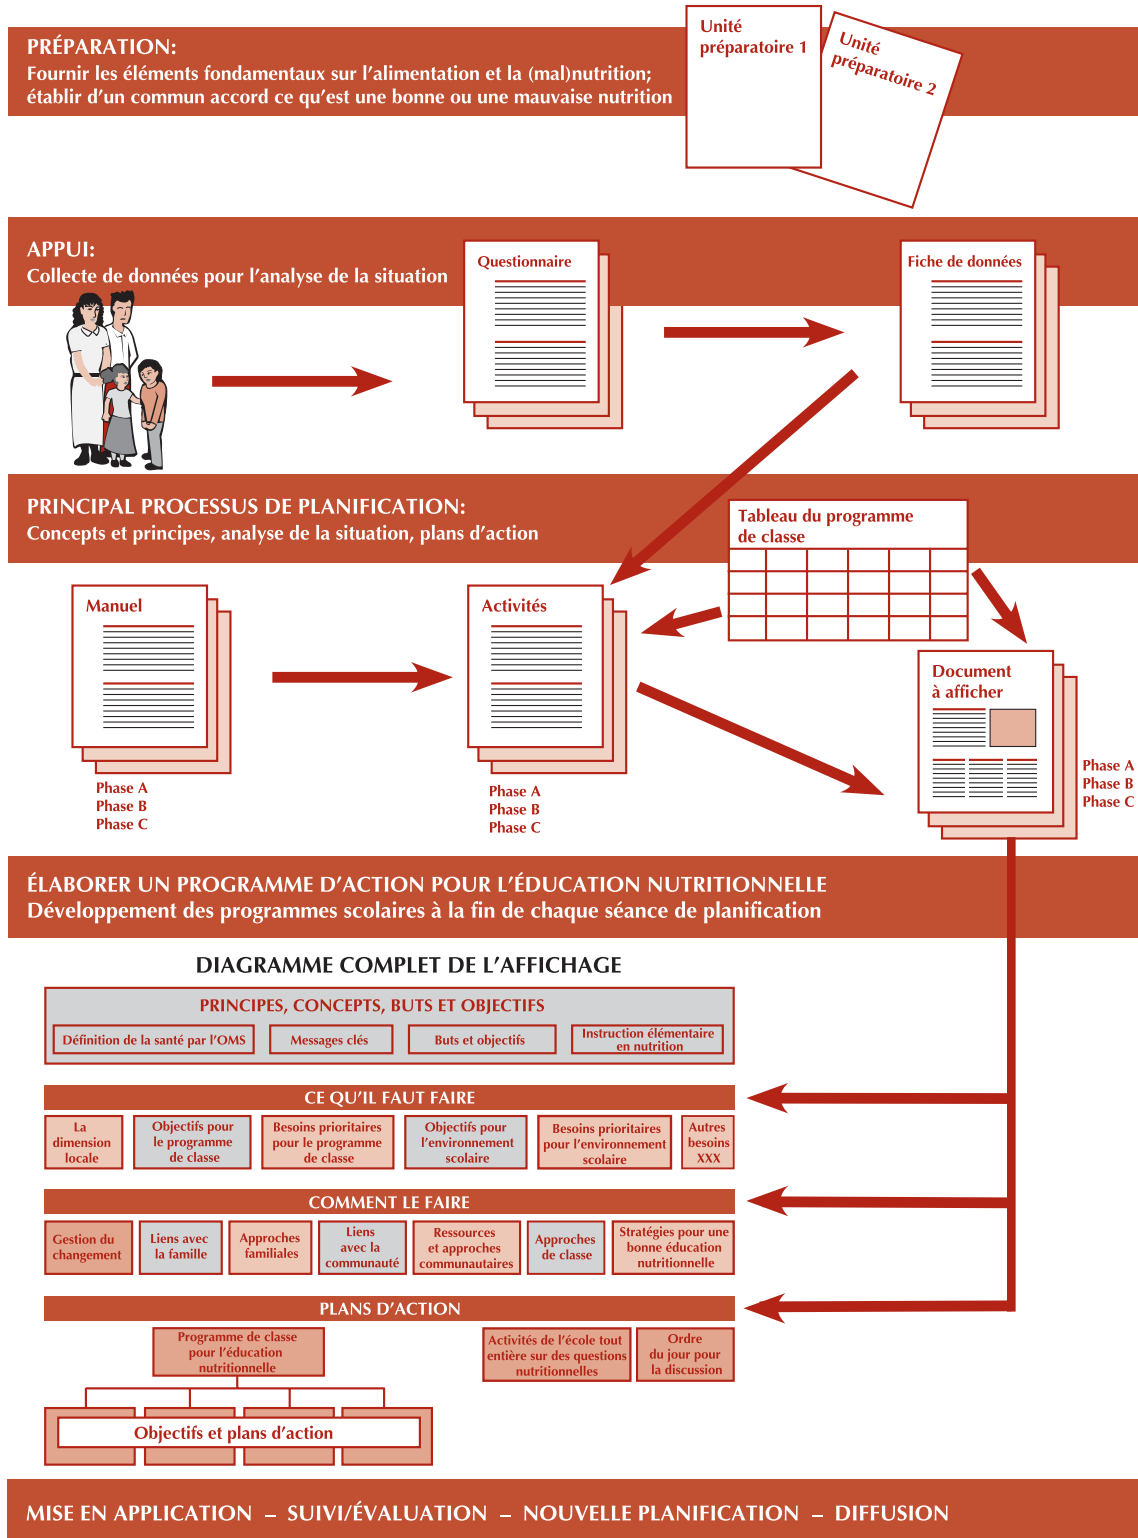 PRÉPARATION:
Fournir les éléments fondamentaux sur l'alimentation et la (mal)nutrition;
établir d'un commun accord ce qu'est une bonne ou une mauvaise nutrition
Unité
préparatoire 1
Unité
préparatoire 2
APPUI:
Collecte de données pour l'analyse de la situation
Questionnaire
Fiche de données
PRINCIPAL PROCESSUS DE PLANIFICATION:
Concepts et principes, analyse de la situation, plans d'action
Tableau du programme
de classe
Manuel
Phase A
Phase B
Phase C
Activités
Phase A
Phase B
Phase C
Document
à afficher
Phase A
Phase B
Phase C
ÉLABORER UN PROGRAMME D'ACTION POUR L'ÉDUCATION NUTRITIONNELLE
Développement des programmes scolaires à la fin de chaque séance de planification
DIAGRAMME COMPLET DE L'AFFICHAGE
PRINCIPES, CONCEPTS, BUTS ET OBJECTIFS
Définition de la santé par l'OMS
Messages clés
Buts et objectifs
Instruction élémentaire
en nutrition
CE QU'IL FAUT FAIRE
La
dimension
locale
Objectifs pour
le programme
de classe
Besoins prioritaires
pour le programme
de classe
Objectifs pour
l'environnement
scolaire
Besoins prioritaires
pour l'environnement
scolaire
Autres
besoins
XXX
COMMENT LE FAIRE
Gestion du
changement
Liens avec
la famille
Approches
familiales
Liens
avec la
communauté
Ressources
et approches
communautaires
Approches
de classe
Stratégies pour une
bonne éducation
nutritionnelle
PLANS D'ACTION
Programme de classe
pour l'éducation
nutritionnelle
Activités de l'école tout
entière sur des questions
nutritionnelles
Ordre
du jour pour
la discussion
Objectifs et plans d'action
MISE EN APPLICATION – SUIVI/ÉVALUATION – NOUVELLE PLANIFICATION – DIFFUSION